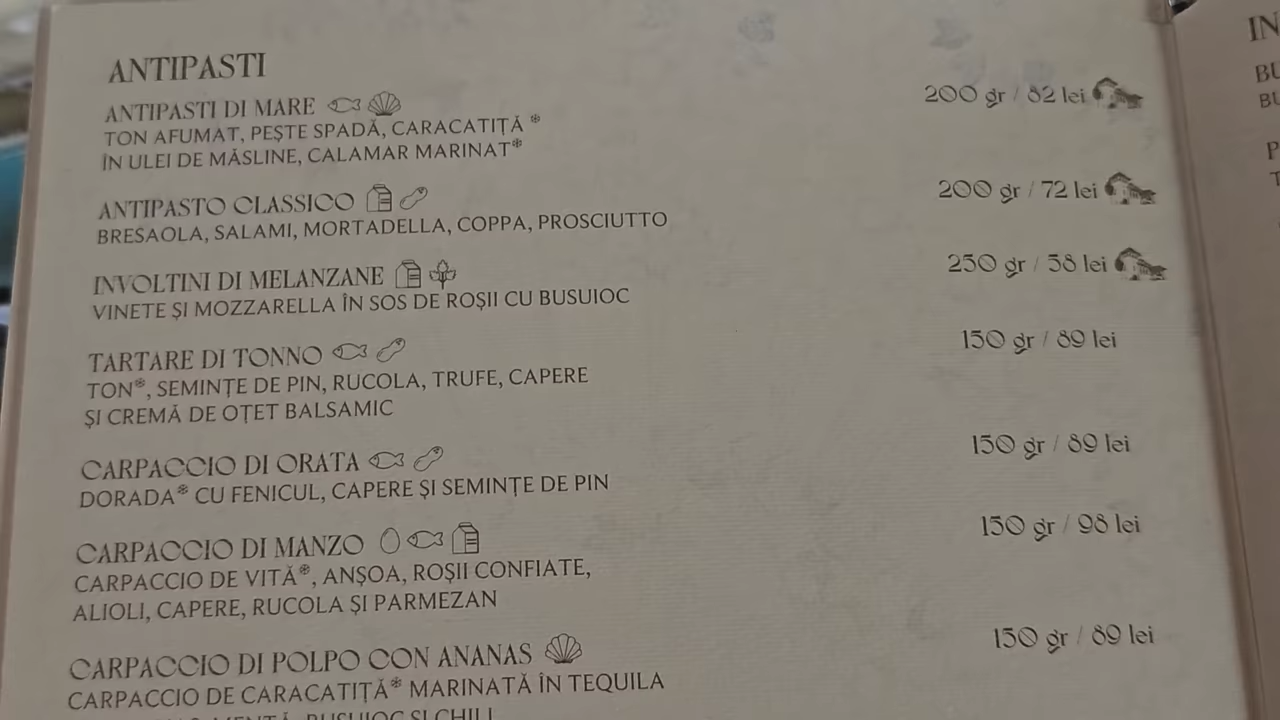 ANTIPASTI
ANTIPASTI DI MARE 200 gr / 82 lei
TON AFUMAT, PEȘTE SPADĂ, CARACATIȚĂ *
ÎN ULEI DE MĂSLINE, CALAMAR MARINAT*
ANTIPASTO CLASSICO 200 gr / 72 lei
BRESAOLA, SALAMI, MORTADELLA, COPPA, PROSCIUTTO
INVOLTINI DI MELANZANE 250 gr / 58 lei
VINETE ȘI MOZZARELLA ÎN SOS DE ROȘII CU BUSUIOC
TARTARE DI TONNO 150 gr / 89 lei
TON*, SEMINȚE DE PIN, RUCOLA, TRUFE, CAPERE
ȘI CREMĂ DE OȚET BALSAMIC
CARPACCIO DI ORATA 150 gr / 89 lei
DORADA* CU FENICUL, CAPERE ȘI SEMINȚE DE PIN
CARPACCIO DI MANZO 150 gr / 98 lei
CARPACCIO DE VITĂ*, ANȘOA, ROȘII CONFIATE,
ALIOLI, CAPERE, RUCOLA ȘI PARMEZAN
CARPACCIO DI POLPO CON ANANAS 150 gr / 89 lei
CARPACCIO DE CARACATIȚĂ* MARINATĂ ÎN TEQUILA
MENTĂ, BUSUIOC ȘI CHILI